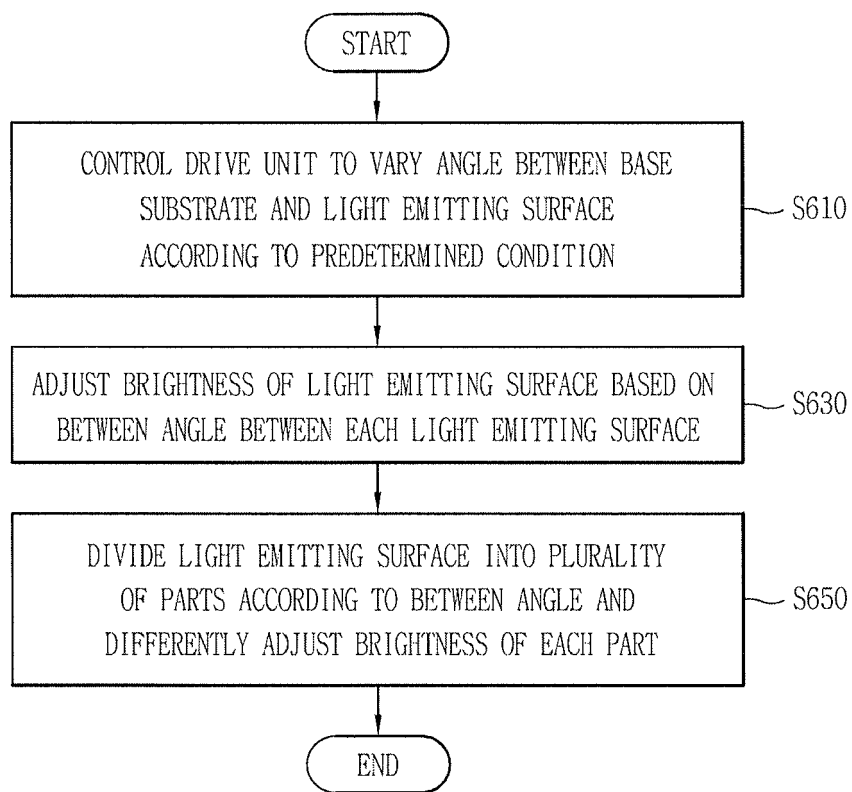 START
CONTROL DRIVE UNIT TO VARY ANGLE BETWEEN BASE
SUBSTRATE AND LIGHT EMITTING SURFACE
ACCORDING TO PREDETERMINED CONDITION
S610
ADJUST BRIGHTNESS OF LIGHT EMITTING SURFACE BASED ON
BETWEEN ANGLE BETWEEN EACH LIGHT EMITTING SURFACE
S630
DIVIDE LIGHT EMITTING SURFACE INTO PLURALITY
OF PARTS ACCORDING TO BETWEEN ANGLE AND
DIFFERENTLY ADJUST BRIGHTNESS OF EACH PART
S650
END